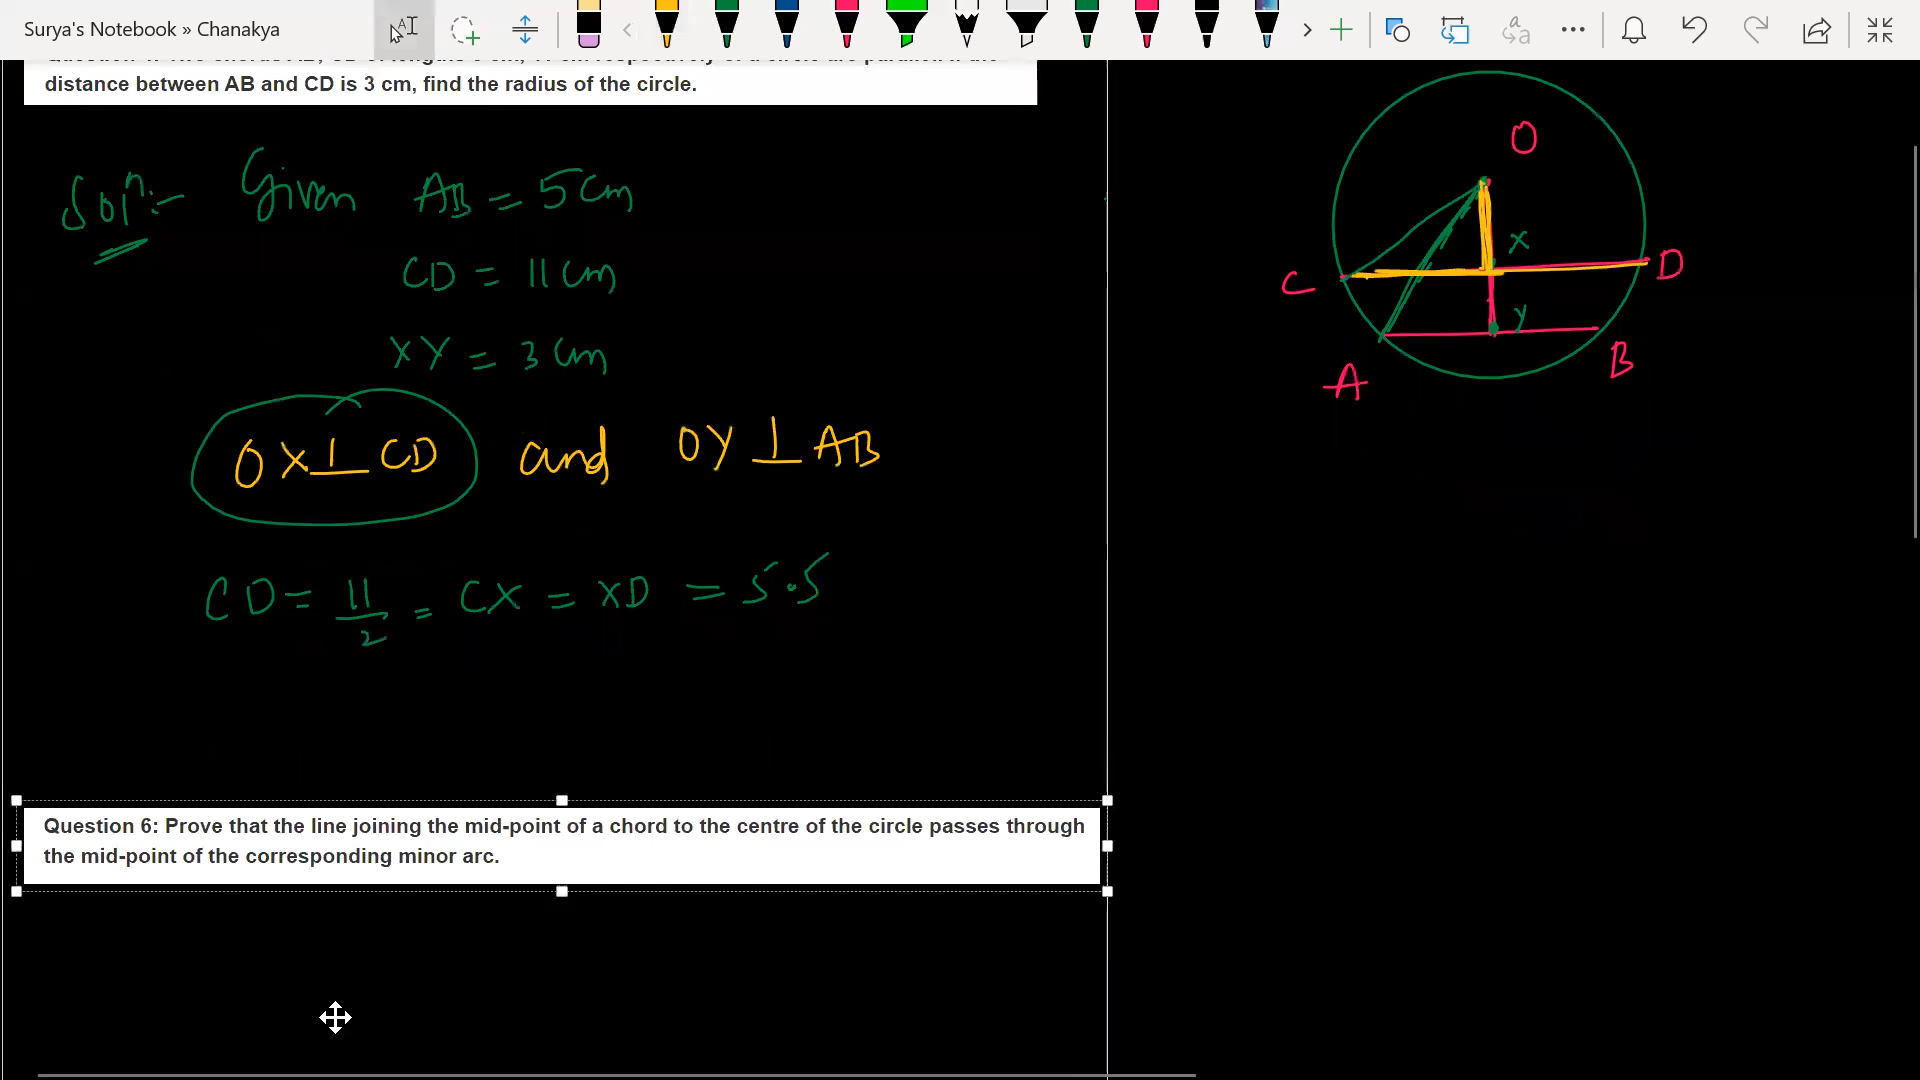 Surya's Notebook » Chanakya
distance between AB and CD is 3 cm, find the radius of the circle.
Solⁿ:- Given AB = 5 cm
CD = 11 cm
XY = 3 cm
OX ⊥ CD and OY ⊥ AB
CD = 11/2 = CX = XD = 5.5
Question 6: Prove that the line joining the mid-point of a chord to the centre of the circle passes through
the mid-point of the corresponding minor arc.
O
x
C
D
y
A
B